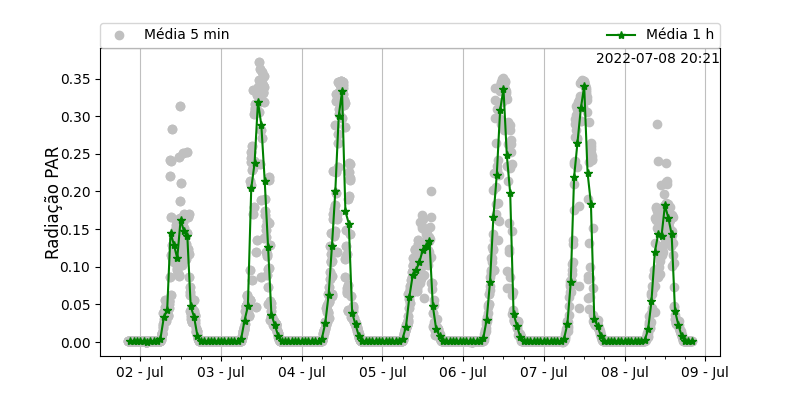 Média 5 min
Média 1 h
2022-07-08 20:21
Radiação PAR
0.35
0.30
0.25
0.20
0.15
0.10
0.05
0.00
02 - Jul
03 - Jul
04 - Jul
05 - Jul
06 - Jul
07 - Jul
08 - Jul
09 - Jul